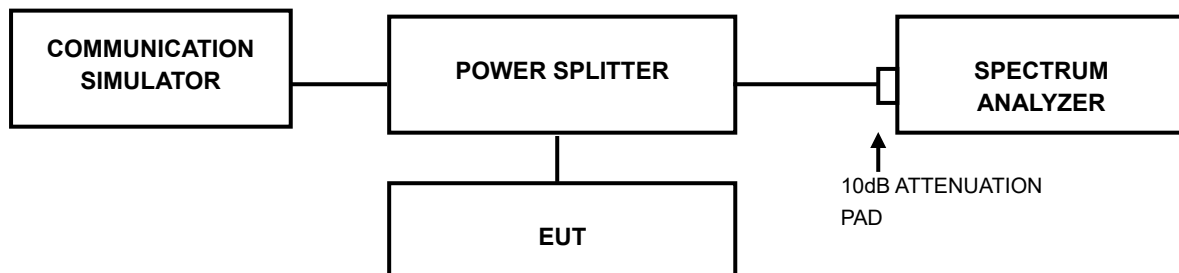 COMMUNICATION
SIMULATOR
POWER SPLITTER
SPECTRUM
ANALYZER
10dB ATTENUATION
PAD
EUT